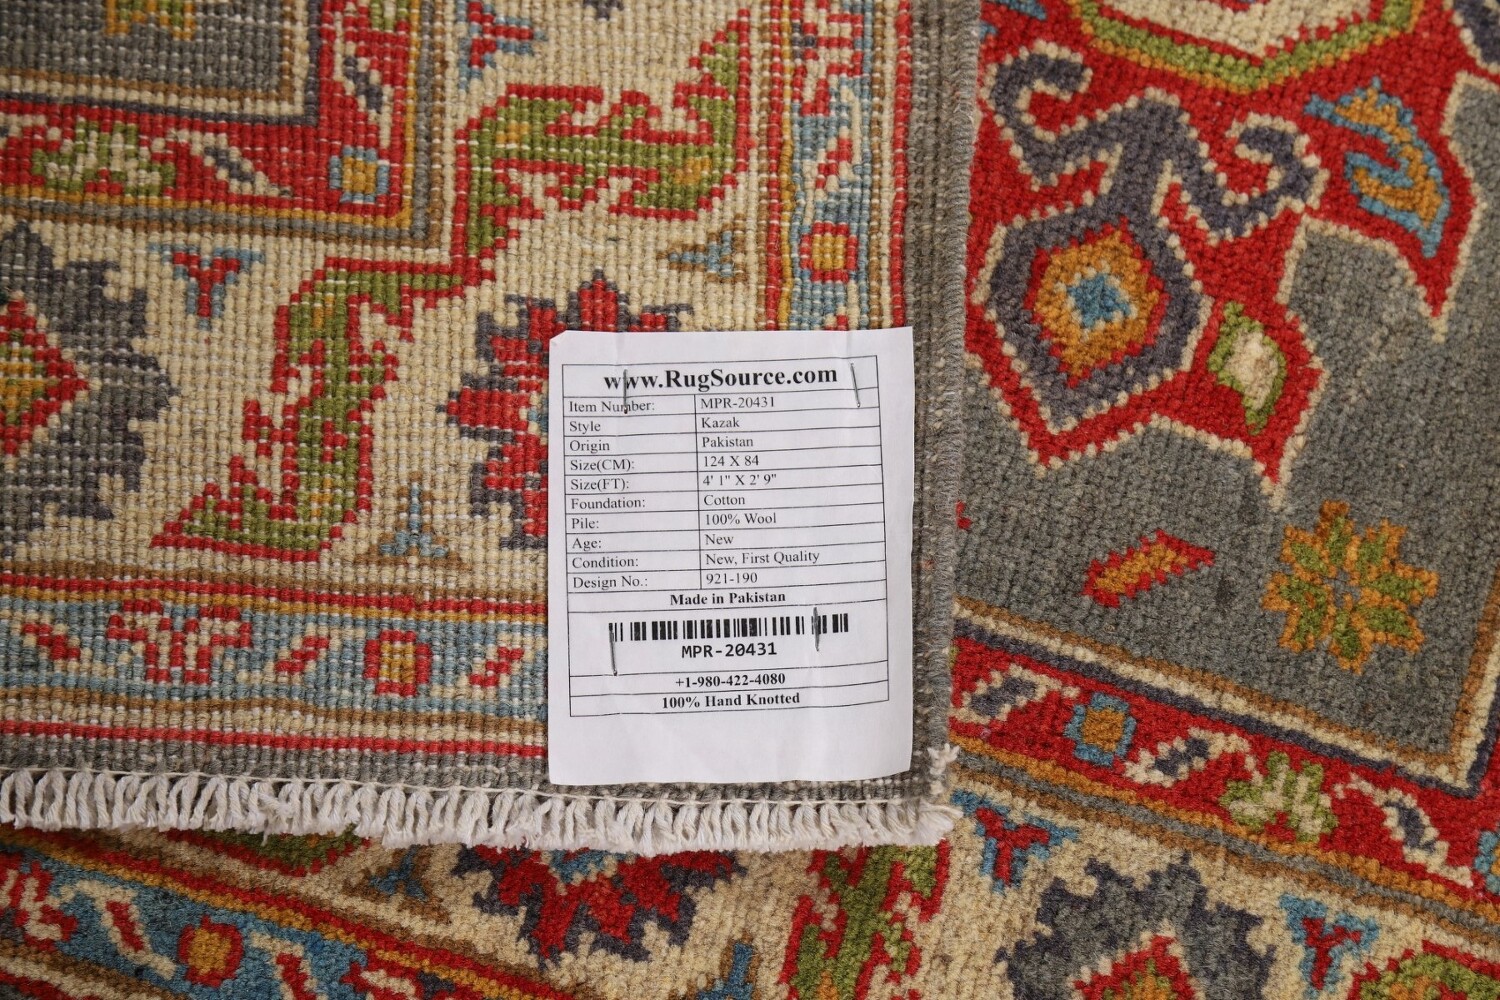 www.RugSource.com
Item Number: MPR-20431
Style Kazak
Origin Pakistan
Size(CM): 124 X 84
Size(FT): 4' 1" X 2' 9"
Foundation: Cotton
Pile: 100% Wool
Age: New
Condition: New, First Quality
Design No.: 921-190
Made in Pakistan
MPR-20431
+1-980-422-4080
100% Hand Knotted